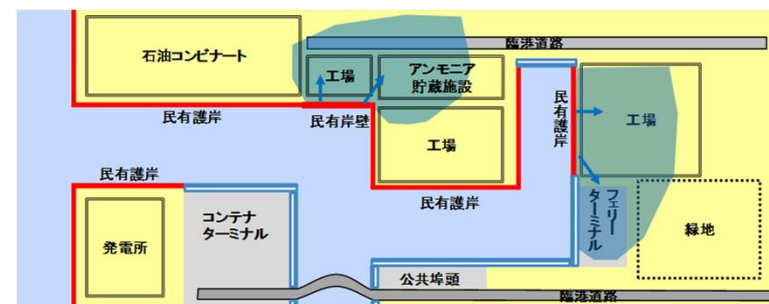 臨港道路
石油コンビナート
工場
アンモニア
貯蔵施設
民有護岸
民有岸壁
民有護岸
工場
工場
民有護岸
民有護岸
コンテナ
ターミナル
フェリー
ターミナル
緑地
発電所
公共埠頭
臨港道路